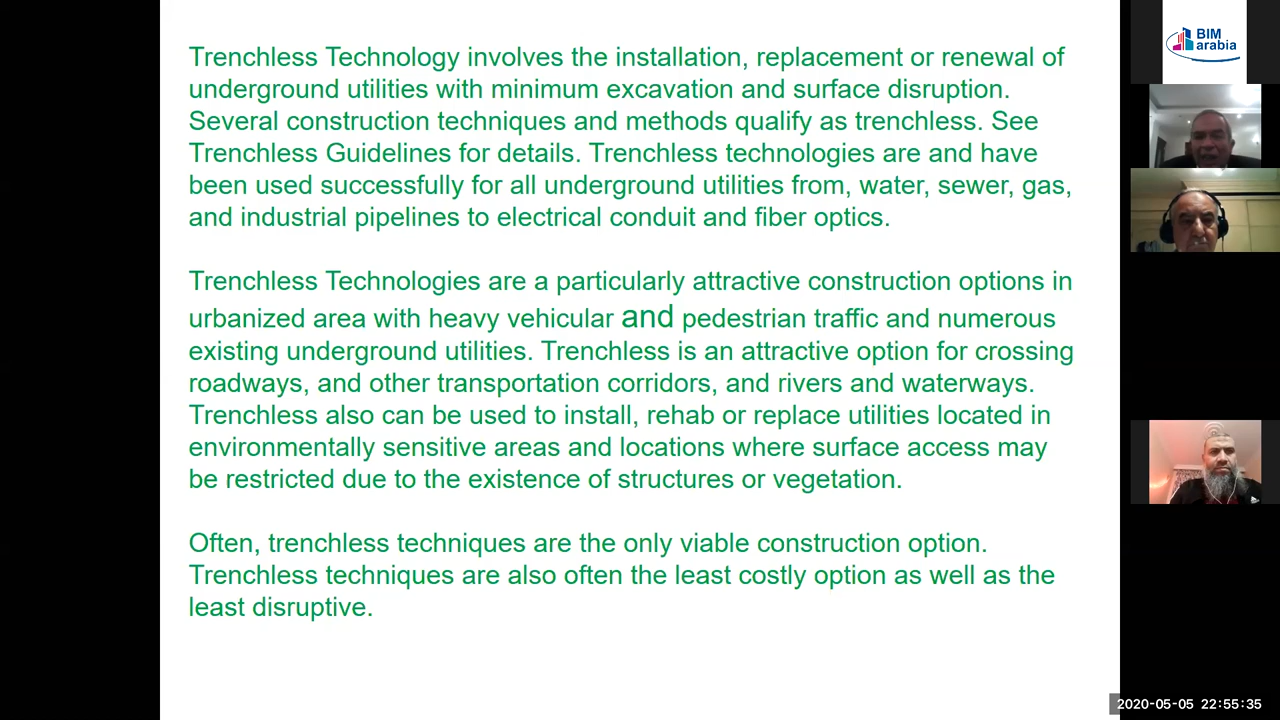 Trenchless Technology involves the installation, replacement or renewal of
underground utilities with minimum excavation and surface disruption.
Several construction techniques and methods qualify as trenchless. See
Trenchless Guidelines for details. Trenchless technologies are and have
been used successfully for all underground utilities from, water, sewer, gas,
and industrial pipelines to electrical conduit and fiber optics.
Trenchless Technologies are a particularly attractive construction options in
urbanized area with heavy vehicular and pedestrian traffic and numerous
existing underground utilities. Trenchless is an attractive option for crossing
roadways, and other transportation corridors, and rivers and waterways.
Trenchless also can be used to install, rehab or replace utilities located in
environmentally sensitive areas and locations where surface access may
be restricted due to the existence of structures or vegetation.
Often, trenchless techniques are the only viable construction option.
Trenchless techniques are also often the least costly option as well as the
least disruptive.
BIM
arabia
2020-05-05 22:55:35